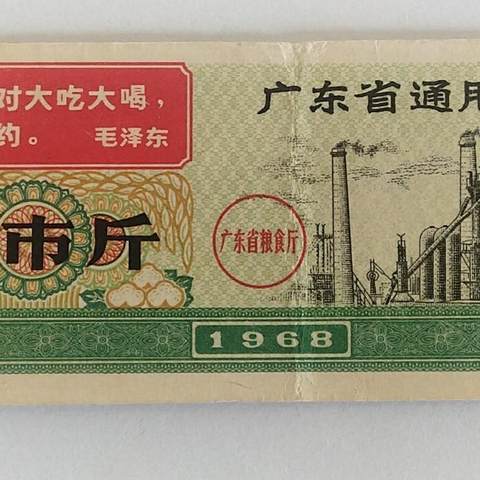 对大吃大喝，
约。
毛泽东
广东省通用
市斤
广东省粮食厅
1968